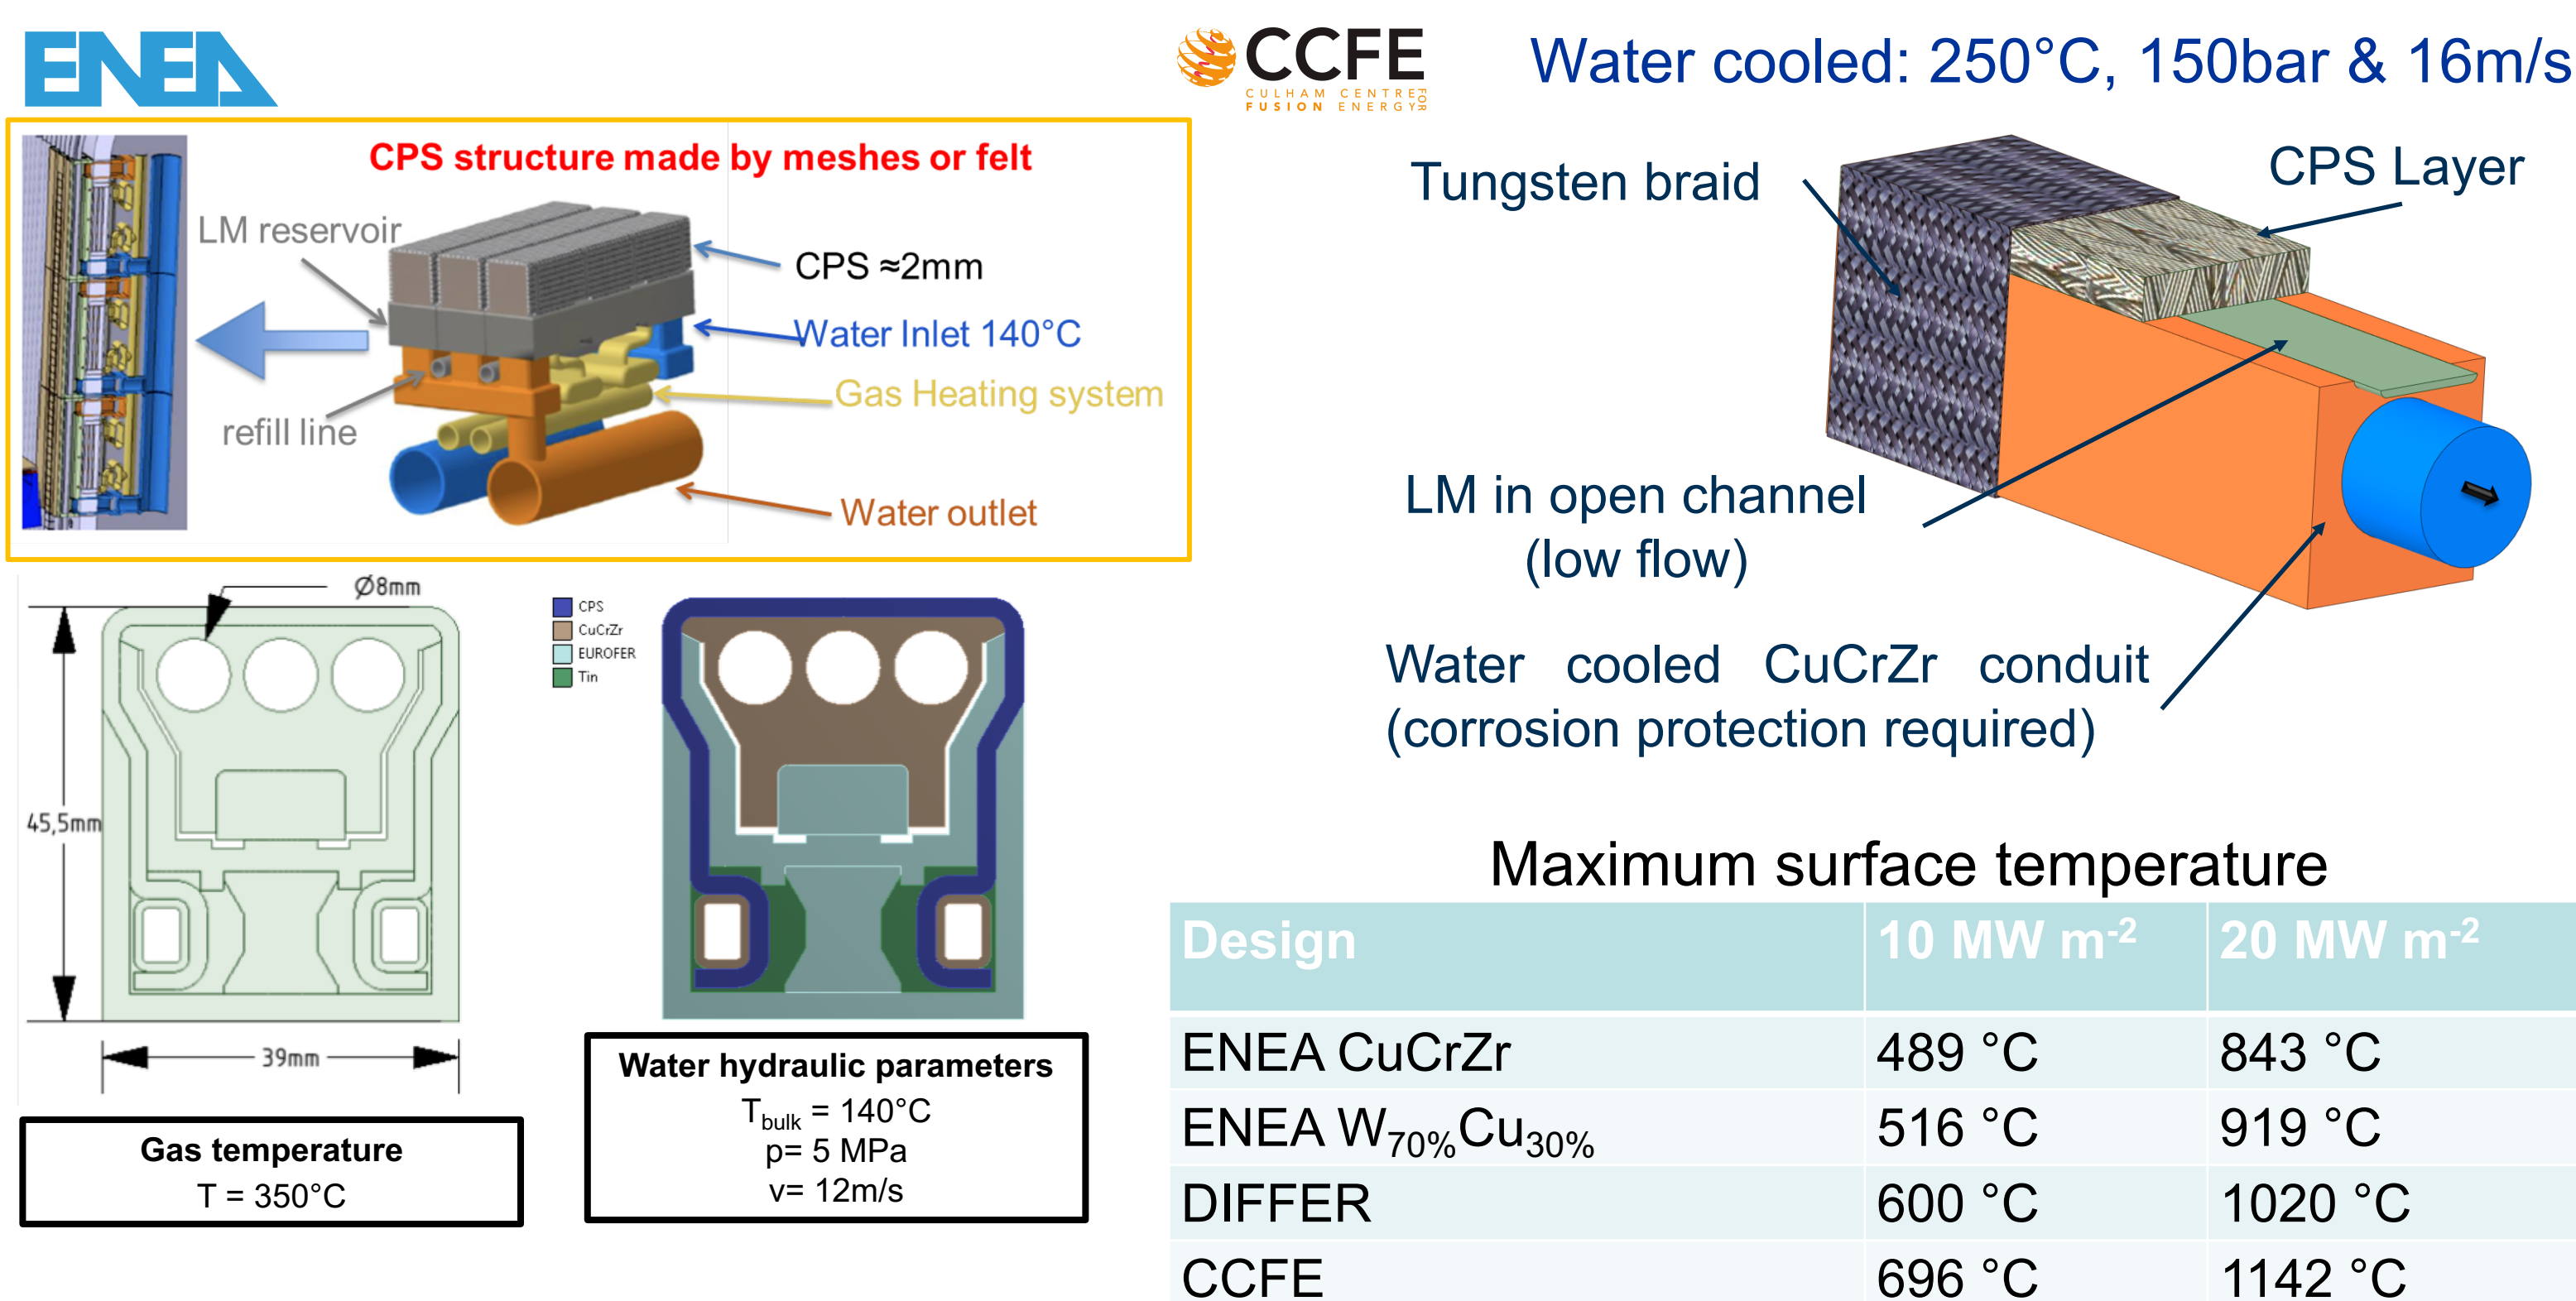 ENEA
CPS structure made by meshes or felt
LM reservoir
CPS ≈2mm
Water Inlet 140°C
Gas Heating system
refill line
Water outlet
Ø8mm
45,5mm
39mm
CPS
CuCrZr
EUROFER
Tin
Gas temperature
T = 350°C
Water hydraulic parameters
T_bulk = 140°C
p= 5 MPa
v= 12m/s
CCFE
CULHAM CENTRE FOR
FUSION ENERGY
Water cooled: 250°C, 150bar & 16m/s
Tungsten braid
CPS Layer
LM in open channel
(low flow)
Water cooled CuCrZr conduit
(corrosion protection required)
Maximum surface temperature
Design 10 MW m⁻² 20 MW m⁻²
ENEA CuCrZr 489 °C 843 °C
ENEA W₇₀%Cu₃₀% 516 °C 919 °C
DIFFER 600 °C 1020 °C
CCFE 696 °C 1142 °C